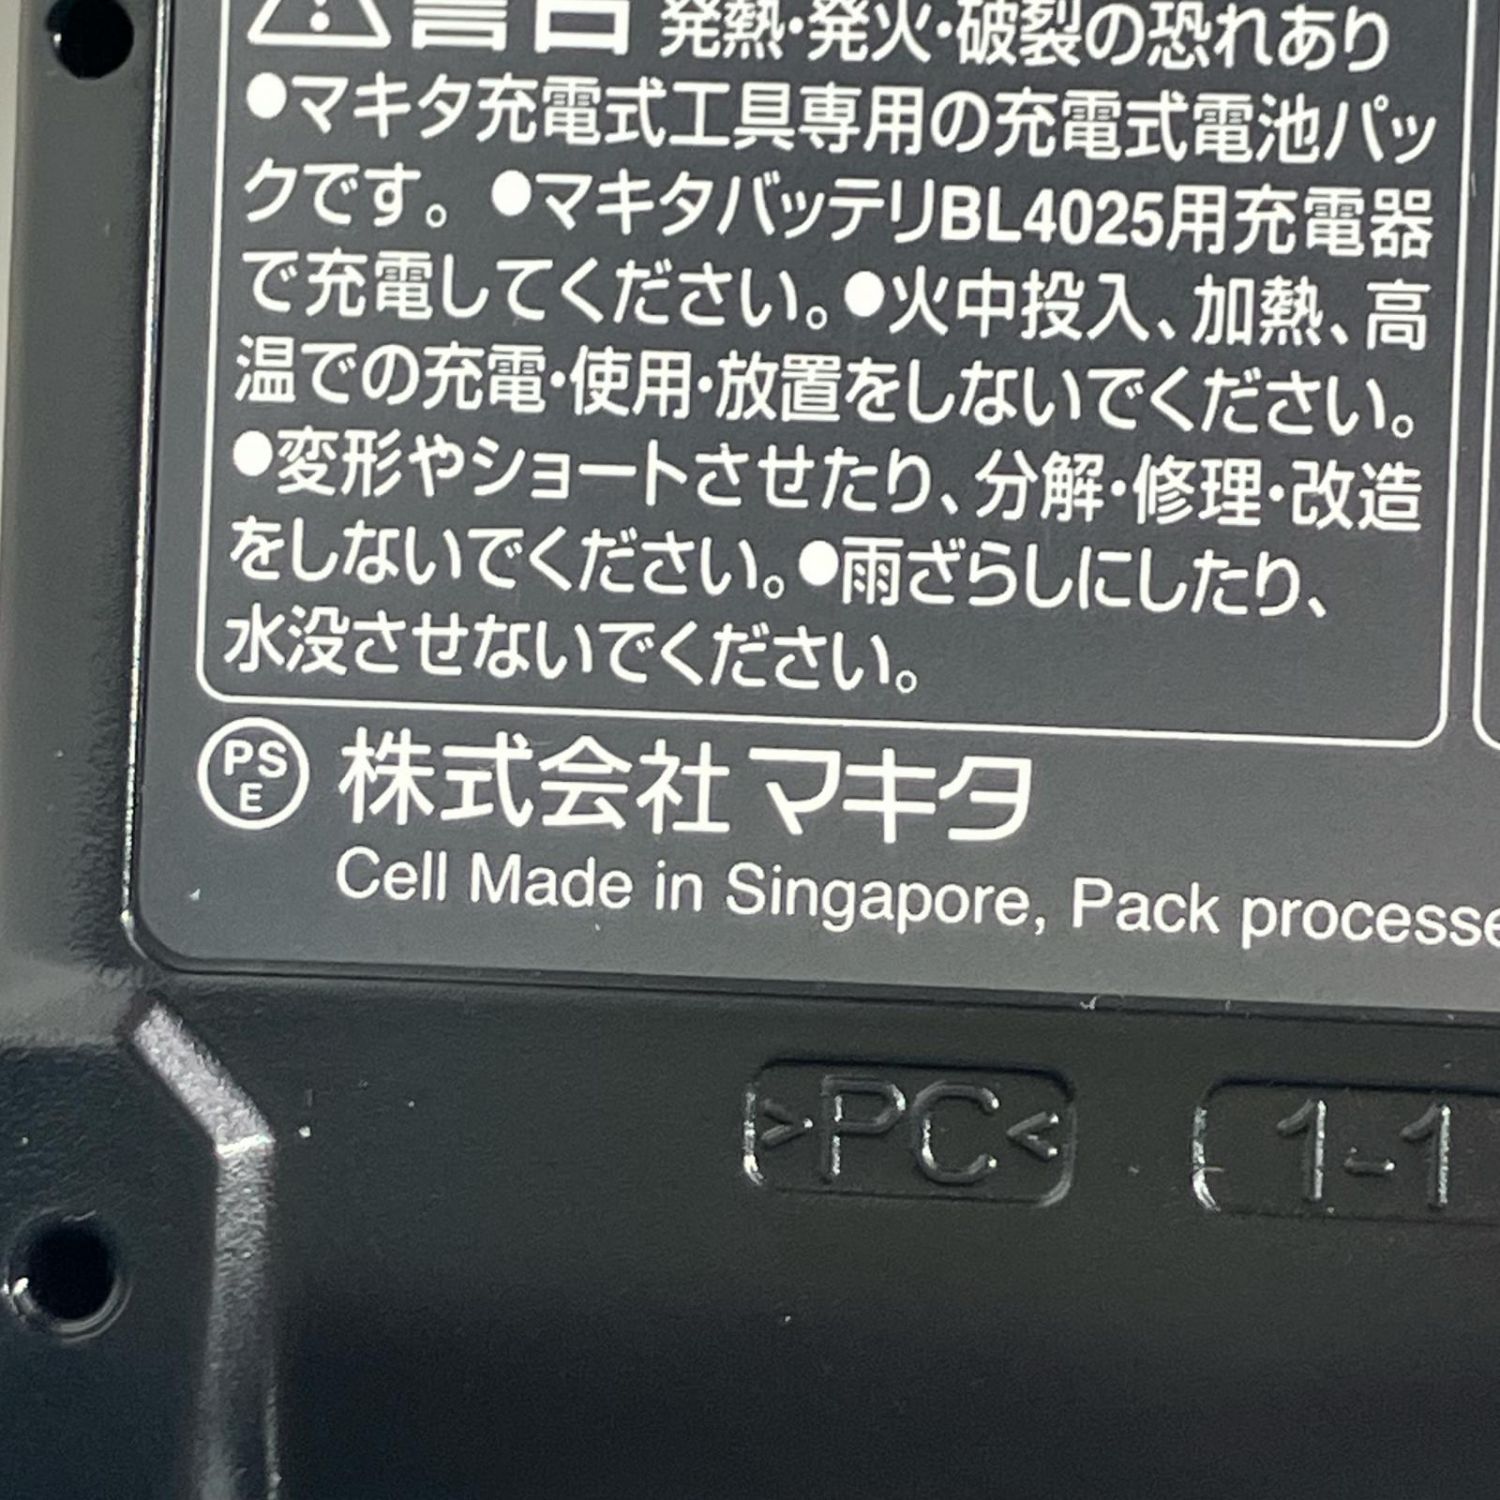 警告 発熱・発火・破裂の恐れあり
●マキタ充電式工具専用の充電式電池パッ
クです。●マキタバッテリBL4025用充電器
で充電してください。●火中投入、加熱、高
温での充電・使用・放置をしないでください。
●変形やショートさせたり、分解・修理・改造
をしないでください。●雨ざらしにしたり、
水没させないでください。
PS
E
株式会社マキタ
Cell Made in Singapore, Pack processe
>PC<
1-1